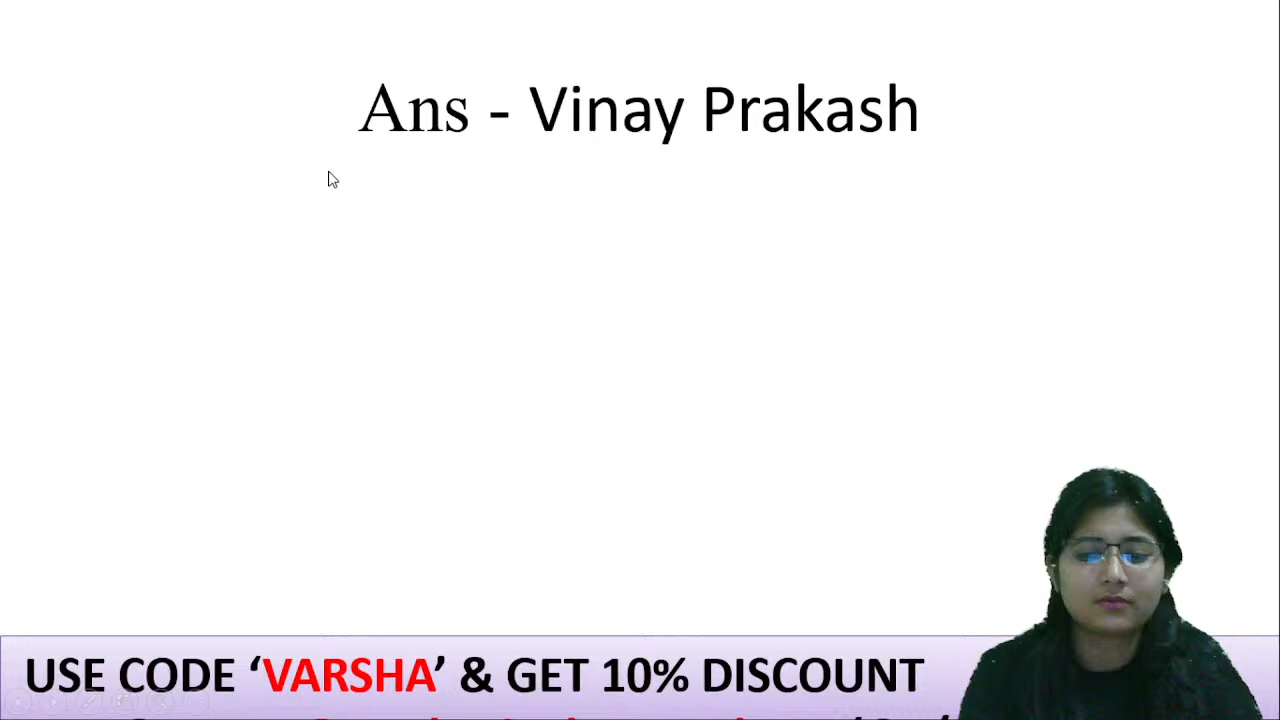 Ans - Vinay Prakash
USE CODE ‘VARSHA’ & GET 10% DISCOUNT